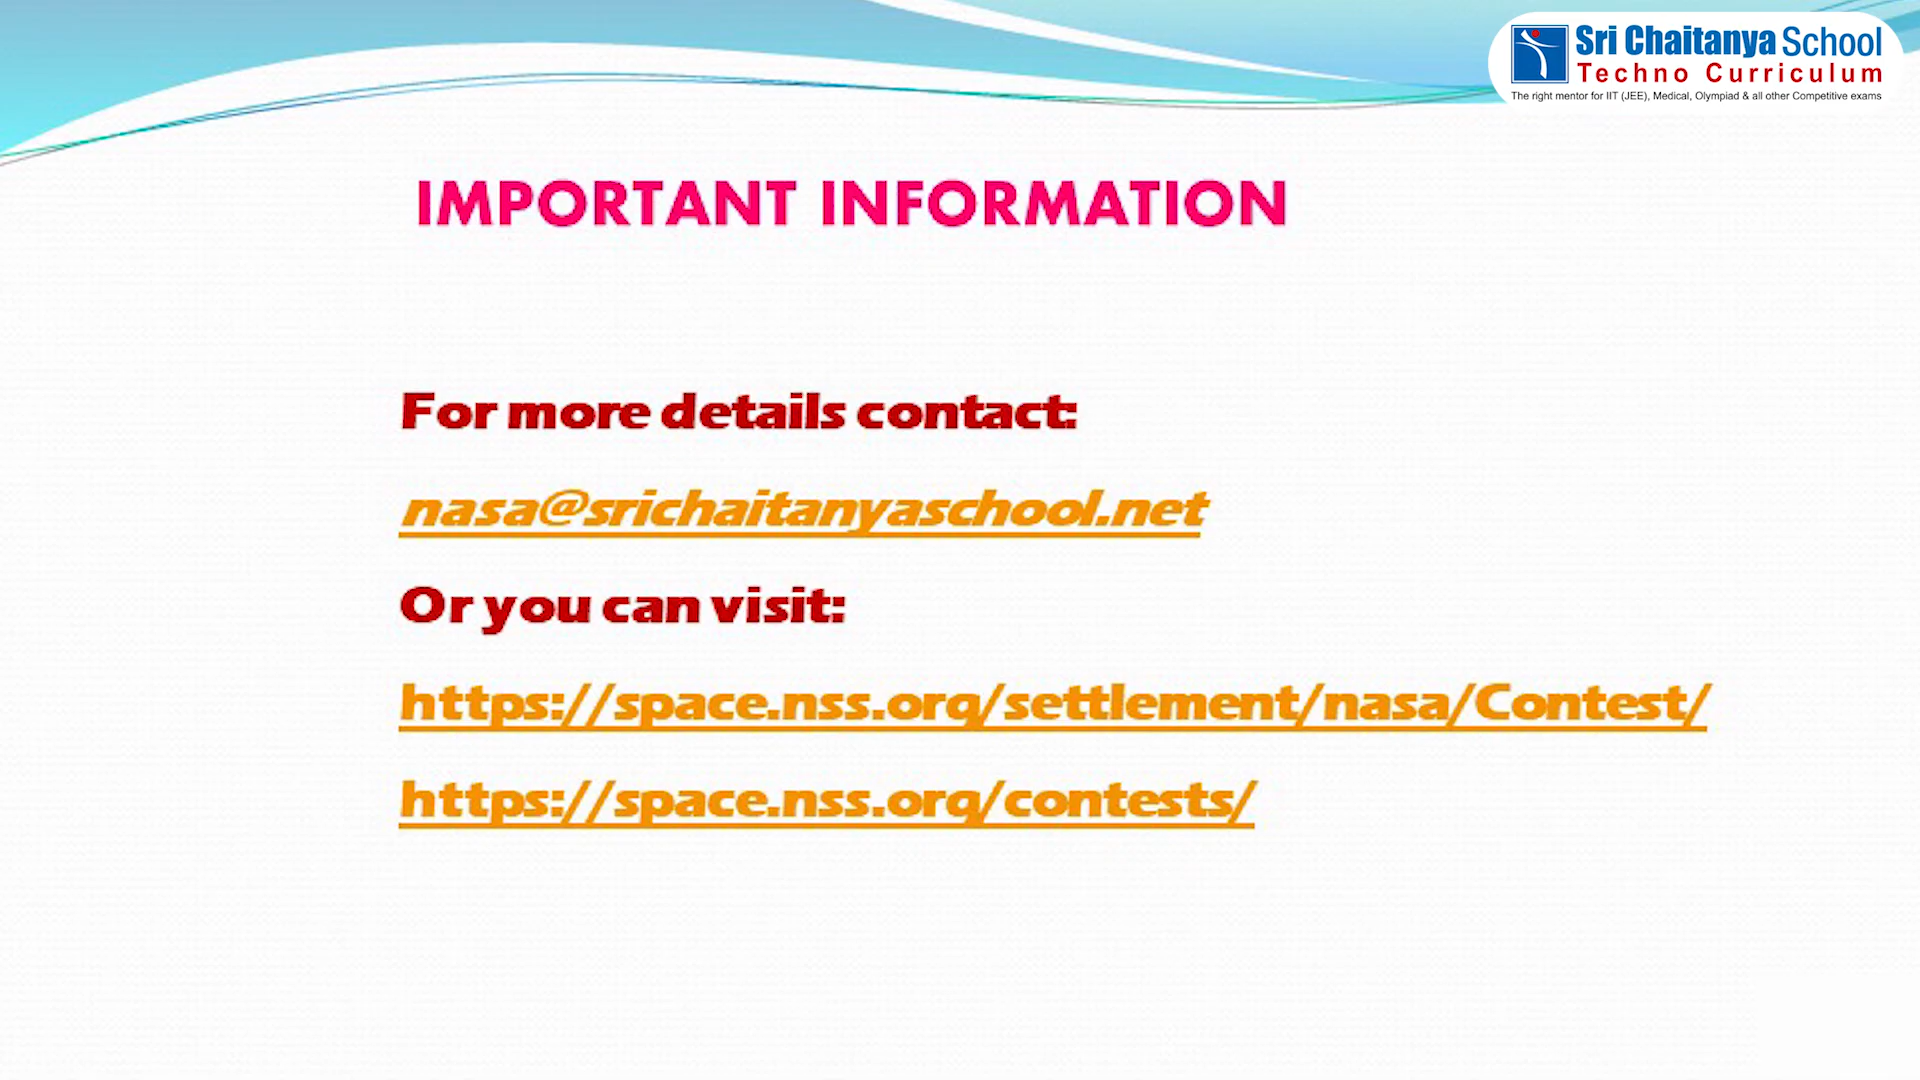 Sri Chaitanya School
Techno Curriculum
The right mentor for IIT (JEE), Medical, Olympiad & all other Competitive exams
IMPORTANT INFORMATION
For more details contact:
nasa@srichaitanyaschool.net
Or you can visit:
https://space.nss.org/settlement/nasa/Contest/
https://space.nss.org/contests/